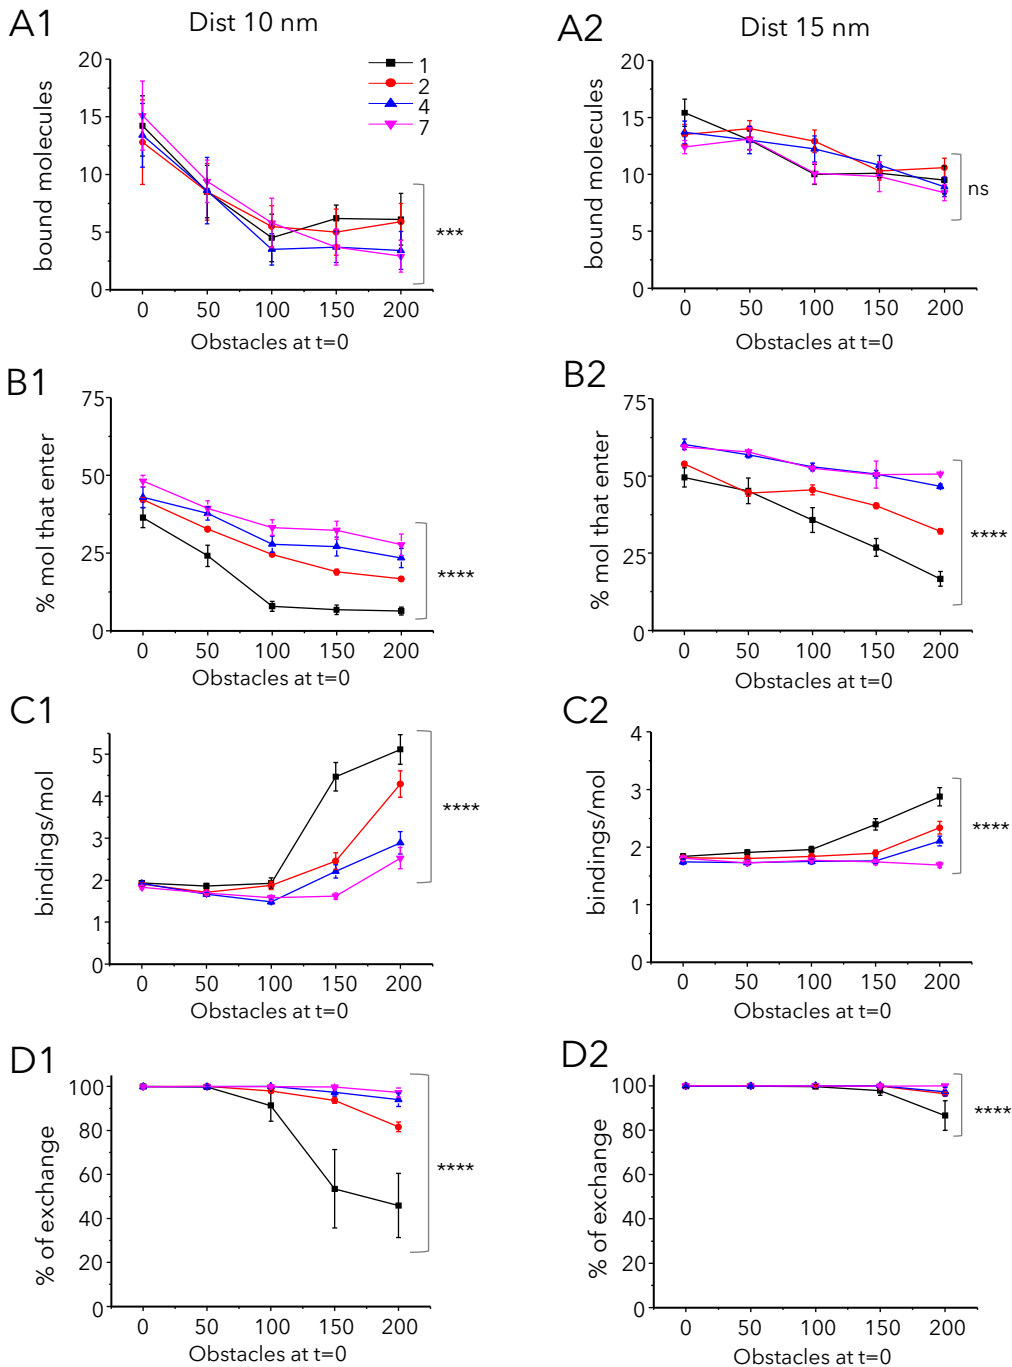 A1
Dist 10 nm
20
15
10
5
0
bound molecules
1
2
4
7
***
0 50 100 150 200
Obstacles at t=0
A2
Dist 15 nm
20
15
10
5
0
bound molecules
ns
0 50 100 150 200
Obstacles at t=0
B1
75
50
25
0
% mol that enter
****
0 50 100 150 200
Obstacles at t=0
B2
75
50
25
0
% mol that enter
****
0 50 100 150 200
Obstacles at t=0
C1
5
4
3
2
1
0
bindings/mol
****
0 50 100 150 200
Obstacles at t=0
C2
4
3
2
1
0
bindings/mol
****
0 50 100 150 200
Obstacles at t=0
D1
100
80
60
40
20
0
% of exchange
****
0 50 100 150 200
Obstacles at t=0
D2
100
80
60
40
20
0
% of exchange
****
0 50 100 150 200
Obstacles at t=0